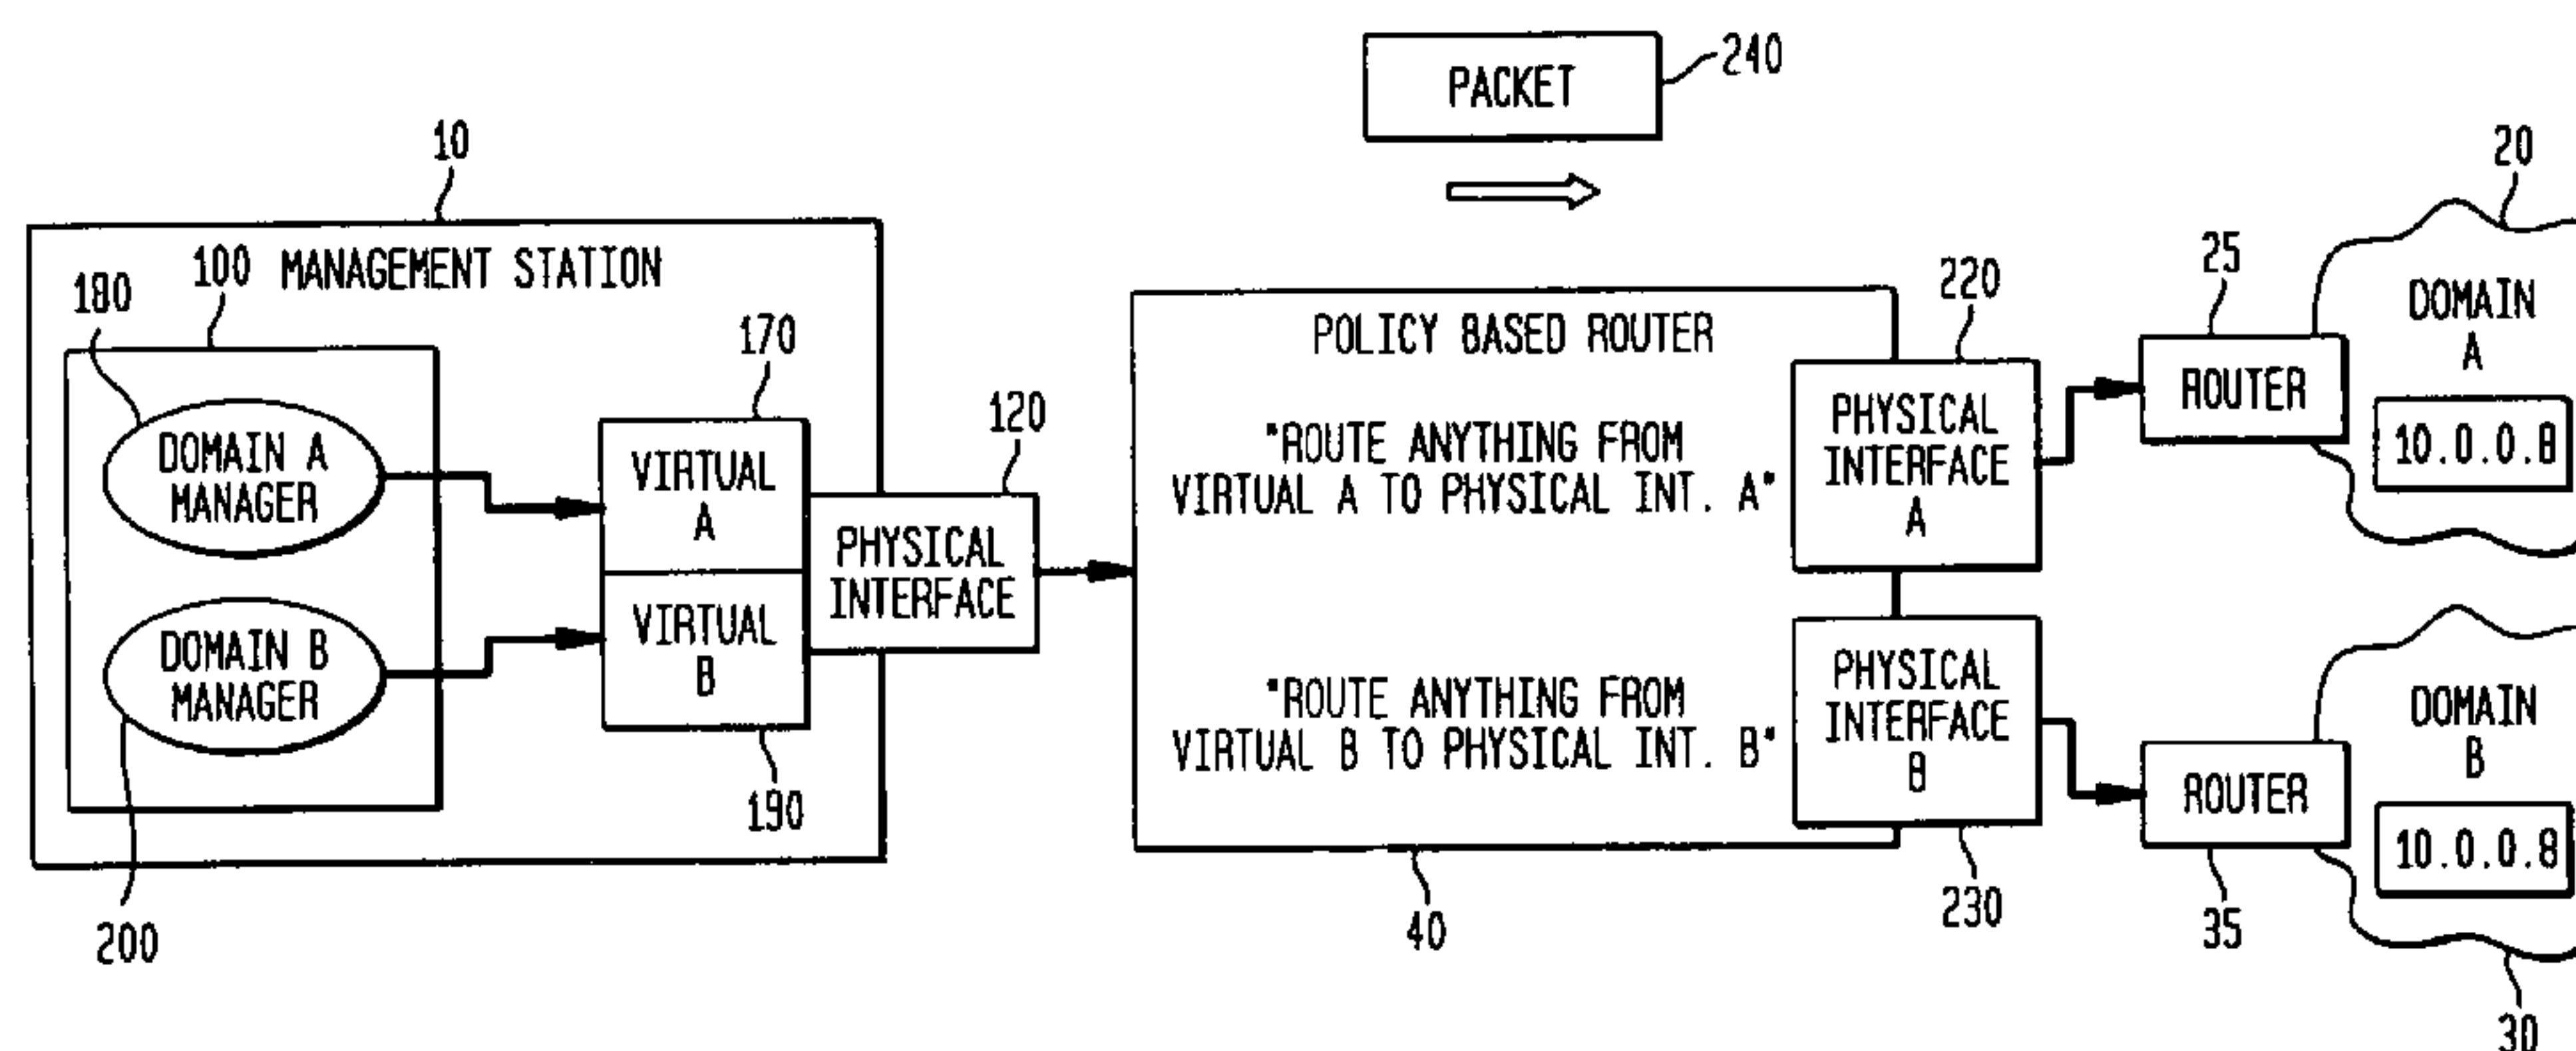 PACKET
240
10
20
MANAGEMENT STATION
100
180
170
120
DOMAIN A
MANAGER
VIRTUAL
A
PHYSICAL
INTERFACE
DOMAIN B
MANAGER
VIRTUAL
B
190
200
POLICY BASED ROUTER
"ROUTE ANYTHING FROM
VIRTUAL A TO PHYSICAL INT. A"
"ROUTE ANYTHING FROM
VIRTUAL B TO PHYSICAL INT. B"
40
220
PHYSICAL
INTERFACE
A
PHYSICAL
INTERFACE
B
230
25
ROUTER
DOMAIN
A
10.0.0.8
ROUTER
35
DOMAIN
B
10.0.0.8
30